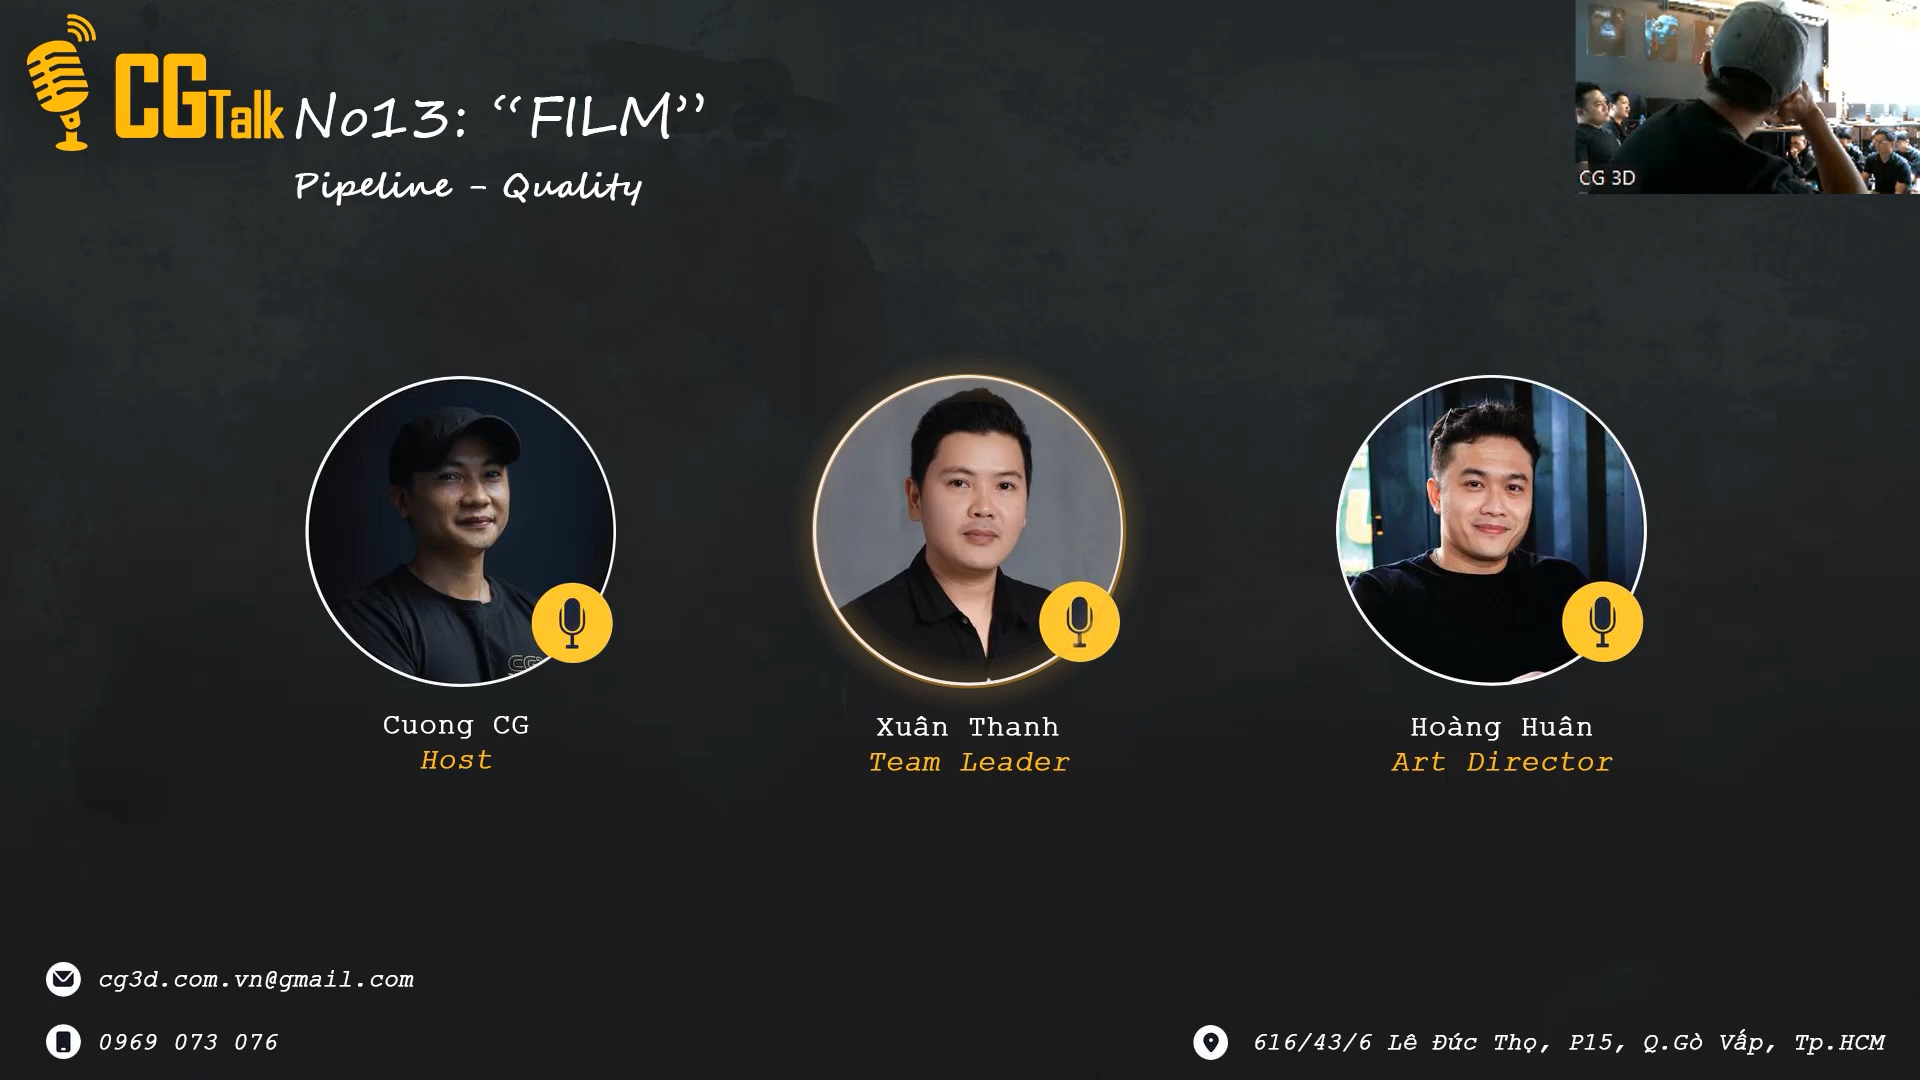 CGTalk No13: “FILM”
Pipeline - Quality
CG 3D
Cuong CG
Host
Xuân Thanh
Team Leader
Hoàng Huân
Art Director
cg3d.com.vn@gmail.com
0969 073 076
616/43/6 Lê Đức Thọ, P15, Q.Gò Vấp, Tp.HCM